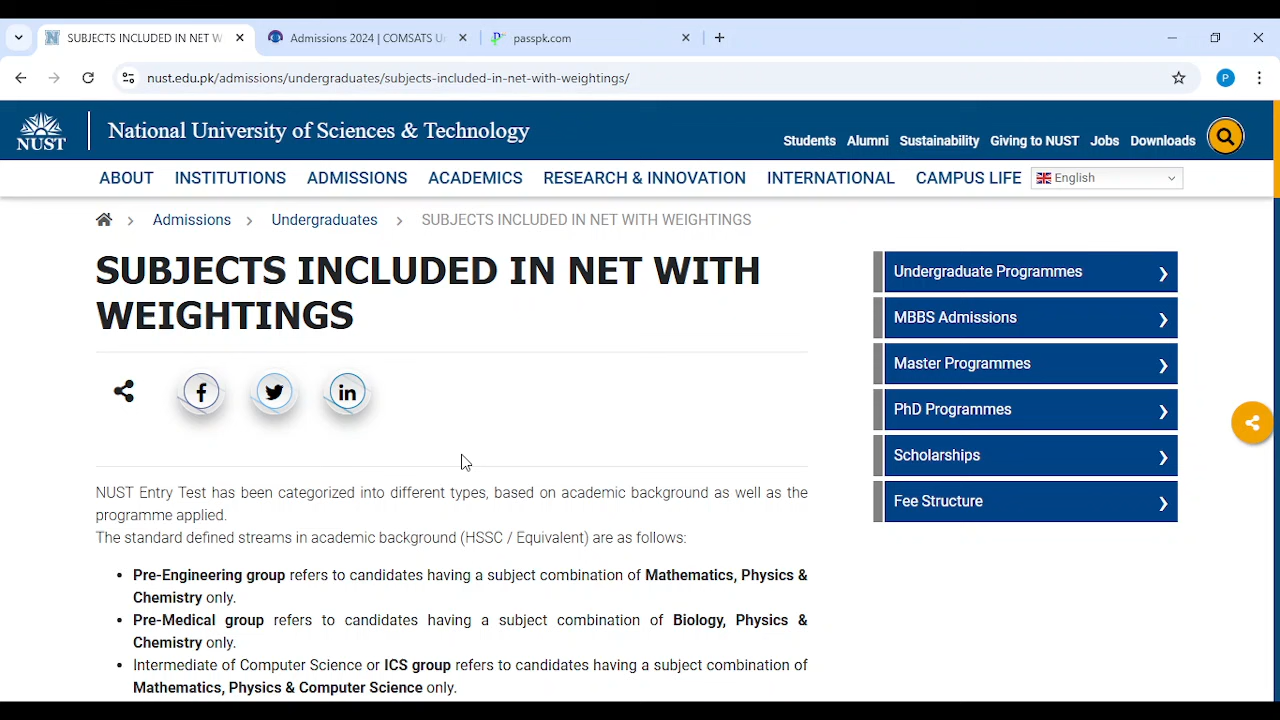 SUBJECTS INCLUDED IN NET W
Admissions 2024 | COMSATS U
passpk.com
nust.edu.pk/admissions/undergraduates/subjects-included-in-net-with-weightings/
P
NUST
National University of Sciences & Technology
Students Alumni Sustainability Giving to NUST Jobs Downloads
ABOUT INSTITUTIONS ADMISSIONS ACADEMICS RESEARCH & INNOVATION INTERNATIONAL CAMPUS LIFE English
Admissions > Undergraduates > SUBJECTS INCLUDED IN NET WITH WEIGHTINGS
SUBJECTS INCLUDED IN NET WITH
WEIGHTINGS
NUST Entry Test has been categorized into different types, based on academic background as well as the
programme applied.
The standard defined streams in academic background (HSSC / Equivalent) are as follows:
• Pre-Engineering group refers to candidates having a subject combination of Mathematics, Physics &
Chemistry only.
• Pre-Medical group refers to candidates having a subject combination of Biology, Physics &
Chemistry only.
• Intermediate of Computer Science or ICS group refers to candidates having a subject combination of
Mathematics, Physics & Computer Science only.
Undergraduate Programmes
MBBS Admissions
Master Programmes
PhD Programmes
Scholarships
Fee Structure